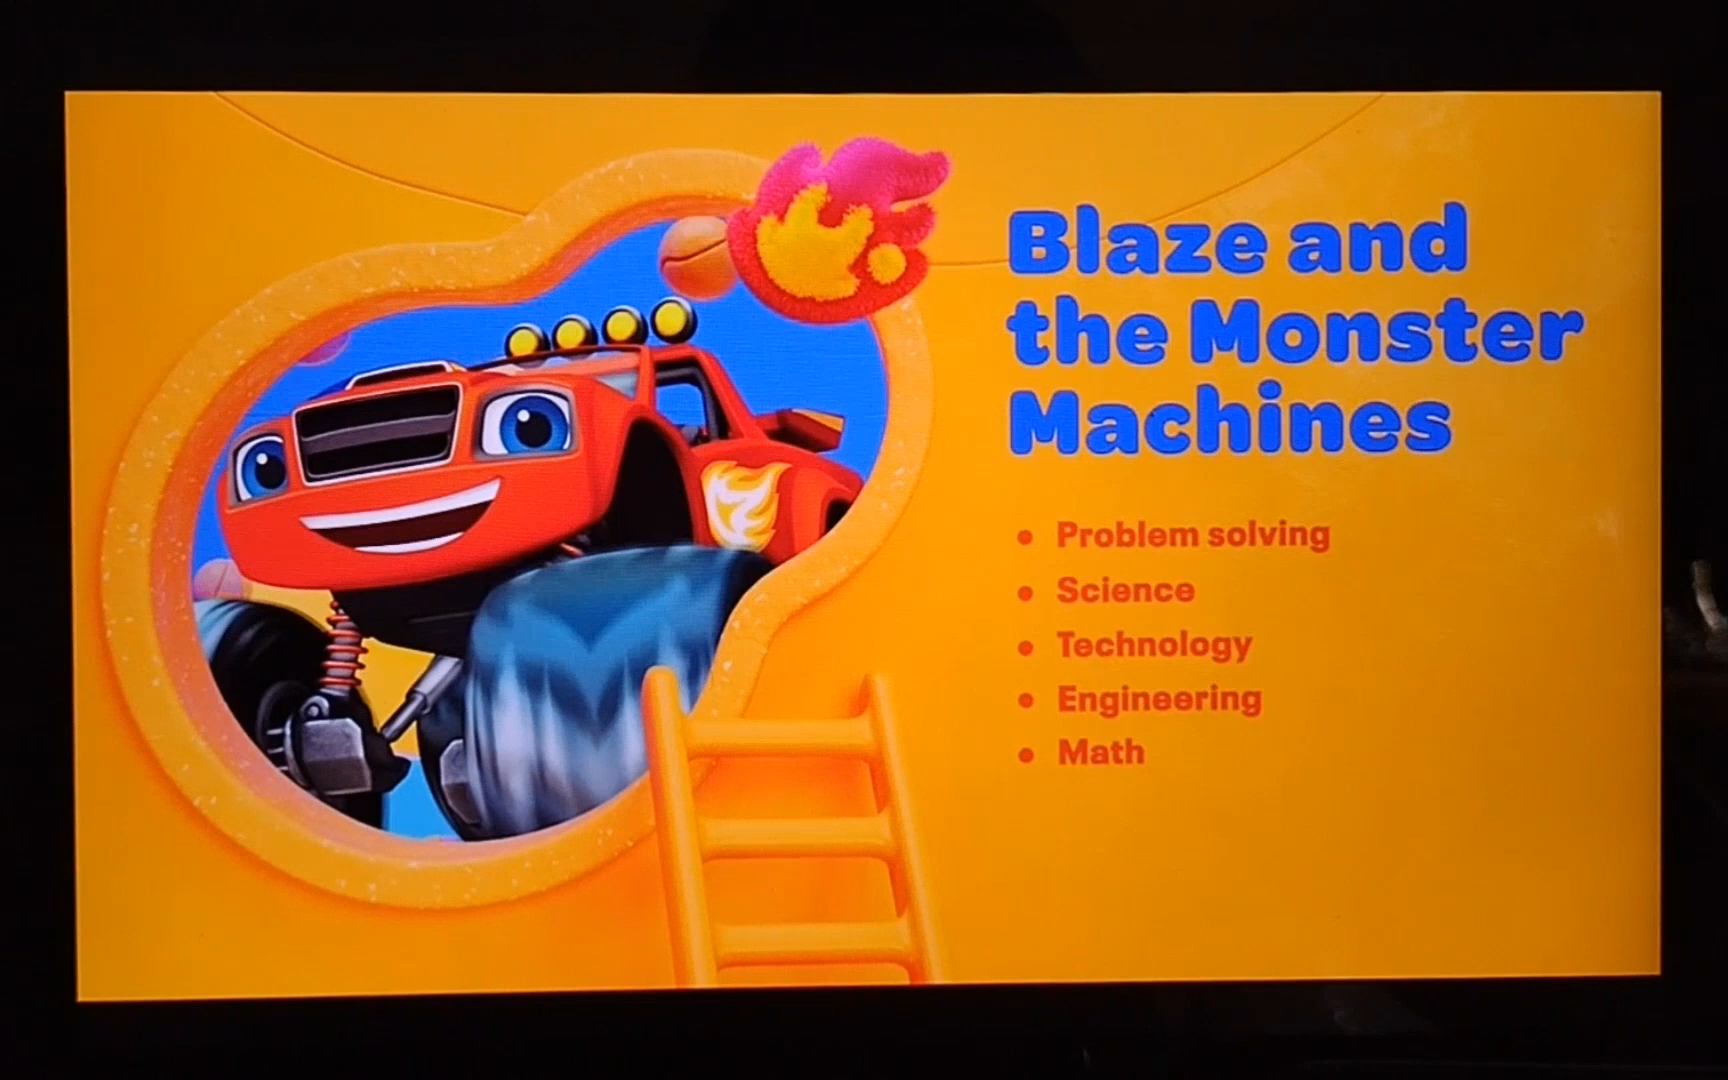 Blaze and
the Monster
Machines
• Problem solving
• Science
• Technology
• Engineering
• Math